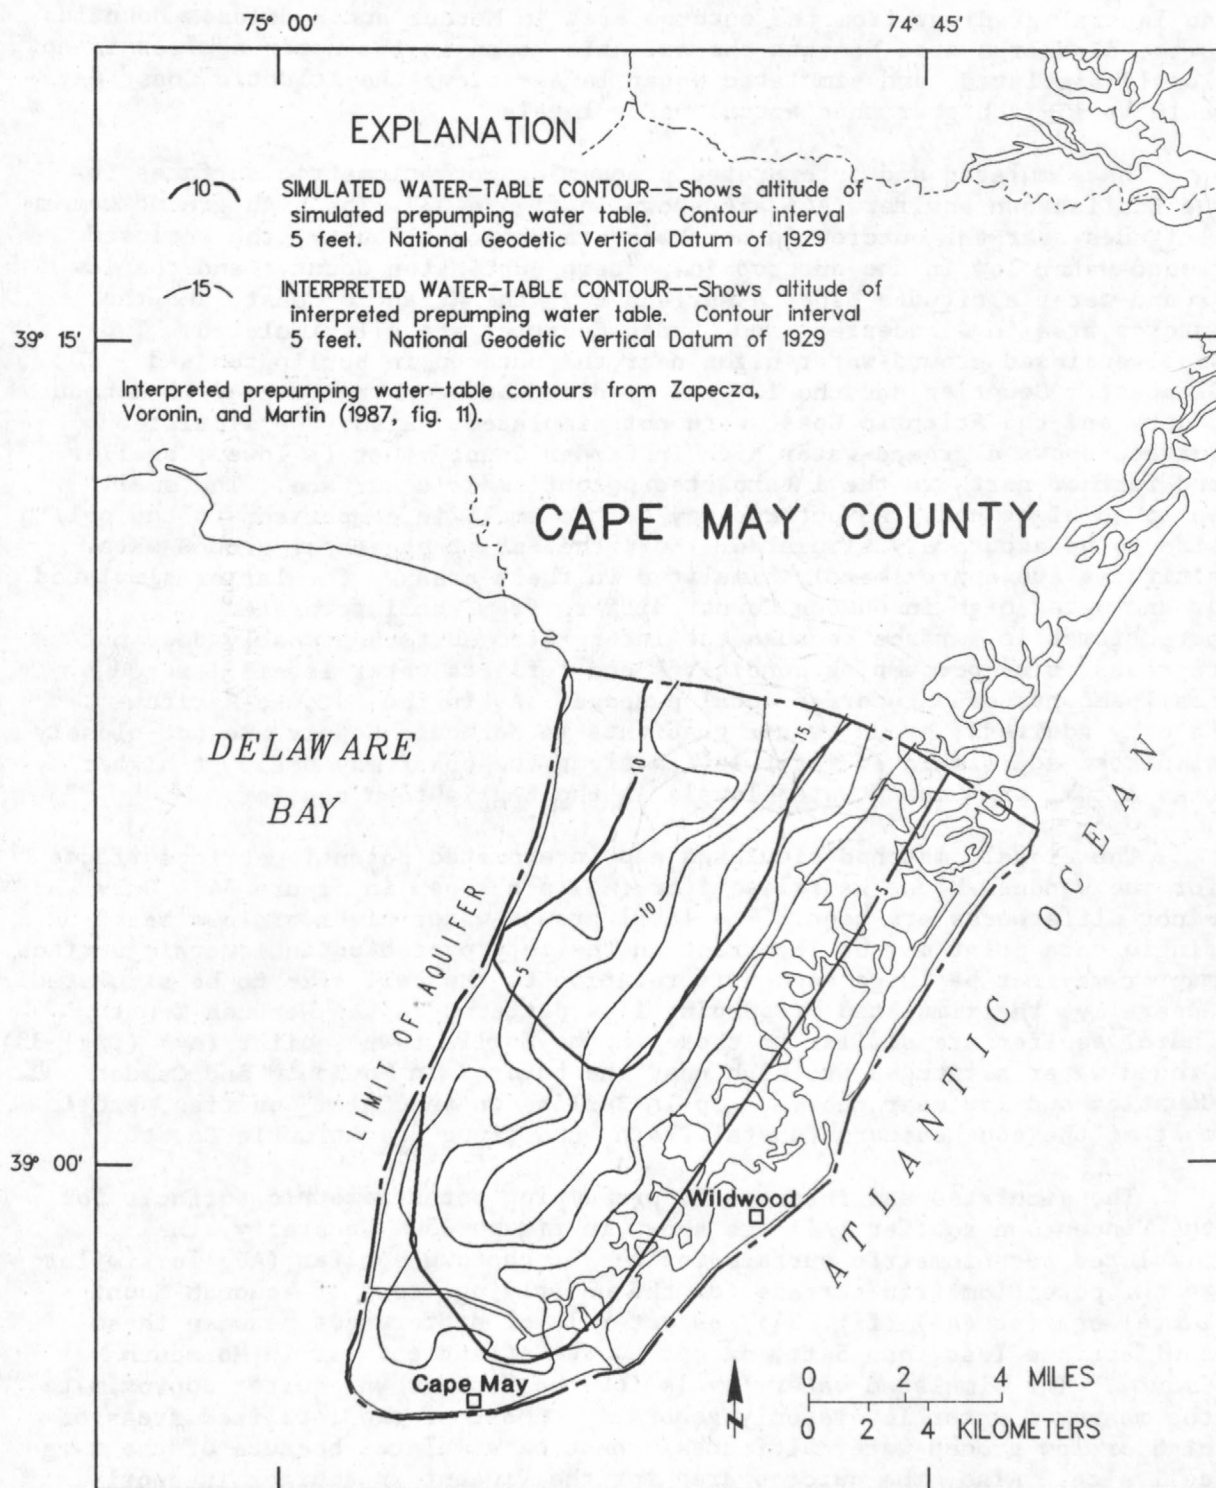 75° 00'
74° 45'
EXPLANATION
10
SIMULATED WATER-TABLE CONTOUR--Shows altitude of
simulated prepumping water table. Contour interval
5 feet. National Geodetic Vertical Datum of 1929
15
INTERPRETED WATER-TABLE CONTOUR--Shows altitude of
interpreted prepumping water table. Contour interval
5 feet. National Geodetic Vertical Datum of 1929
39° 15'
Interpreted prepumping water-table contours from Zapecza,
Voronin, and Martin (1987, fig. 11).
CAPE MAY COUNTY
DELAWARE
BAY
10
15
10
5
5
LIMIT OF AQUIFER
ATLANTIC OCEAN
39° 00'
Wildwood
Cape May
N
0 2 4 MILES
0 2 4 KILOMETERS